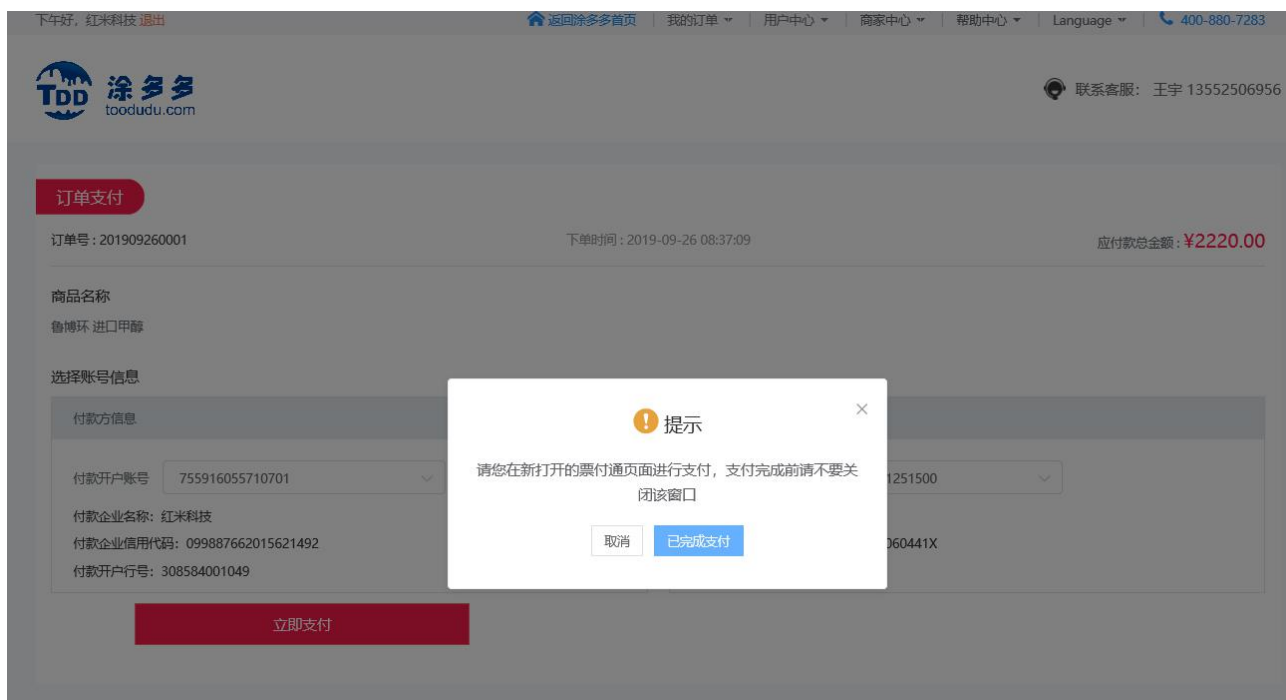 下午好,红米科技 退出 返回涂多多首页 我的订单 用户中心 商家中心 帮助中心 Language 400-880-7283
TDD 涂多多
toodudu.com
联系客服: 王宇 13552506956
订单支付
订单号 : 201909260001 下单时间 : 2019-09-26 08:37:09 应付款总金额 : ¥2220.00
商品名称
鲁博环 进口甲醇
选择账号信息
付款方信息
付款开户账号 755916055710701
付款企业名称: 红米科技
付款企业信用代码: 099887662015621492
付款开户行号: 308584001049
1251500
060441X
提示
请您在新打开的票付通页面进行支付,支付完成前请不要关
闭该窗口
取消 已完成支付
立即支付